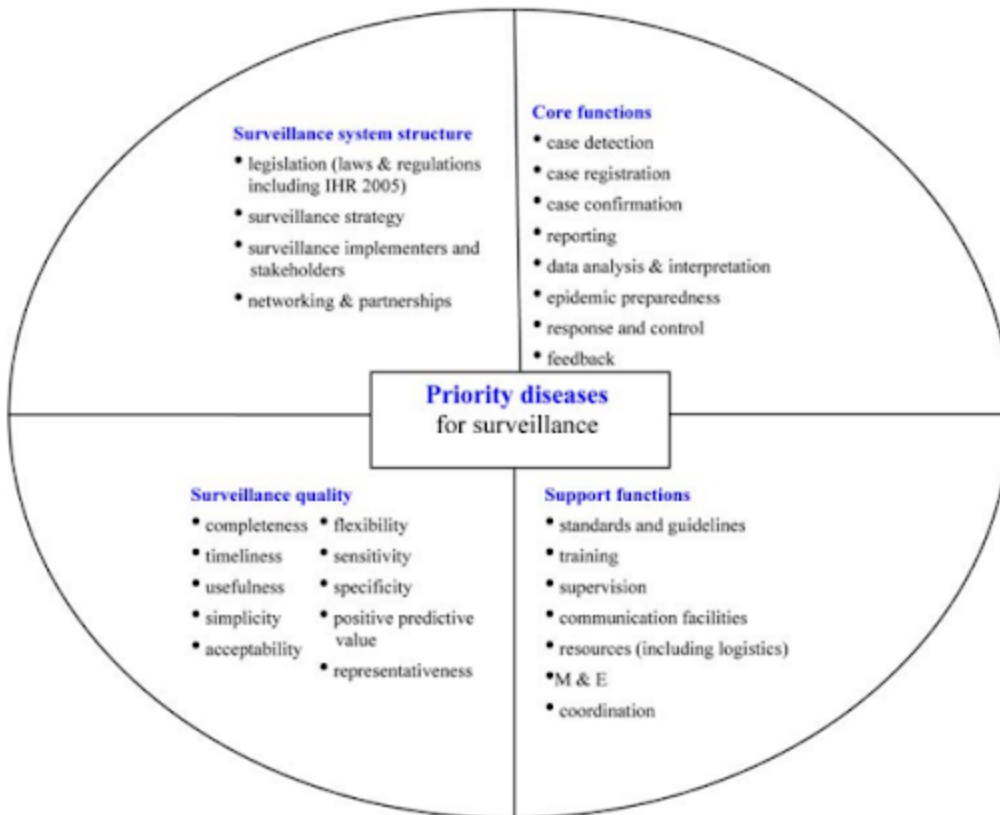 Surveillance system structure
• legislation (laws & regulations
including IHR 2005)
• surveillance strategy
• surveillance implementers and
stakeholders
• networking & partnerships
Core functions
• case detection
• case registration
• case confirmation
• reporting
• data analysis & interpretation
• epidemic preparedness
• response and control
• feedback
Priority diseases
for surveillance
Surveillance quality
• completeness
• timeliness
• usefulness
• simplicity
• acceptability
• flexibility
• sensitivity
• specificity
• positive predictive
value
• representativeness
Support functions
• standards and guidelines
• training
• supervision
• communication facilities
• resources (including logistics)
•M & E
• coordination